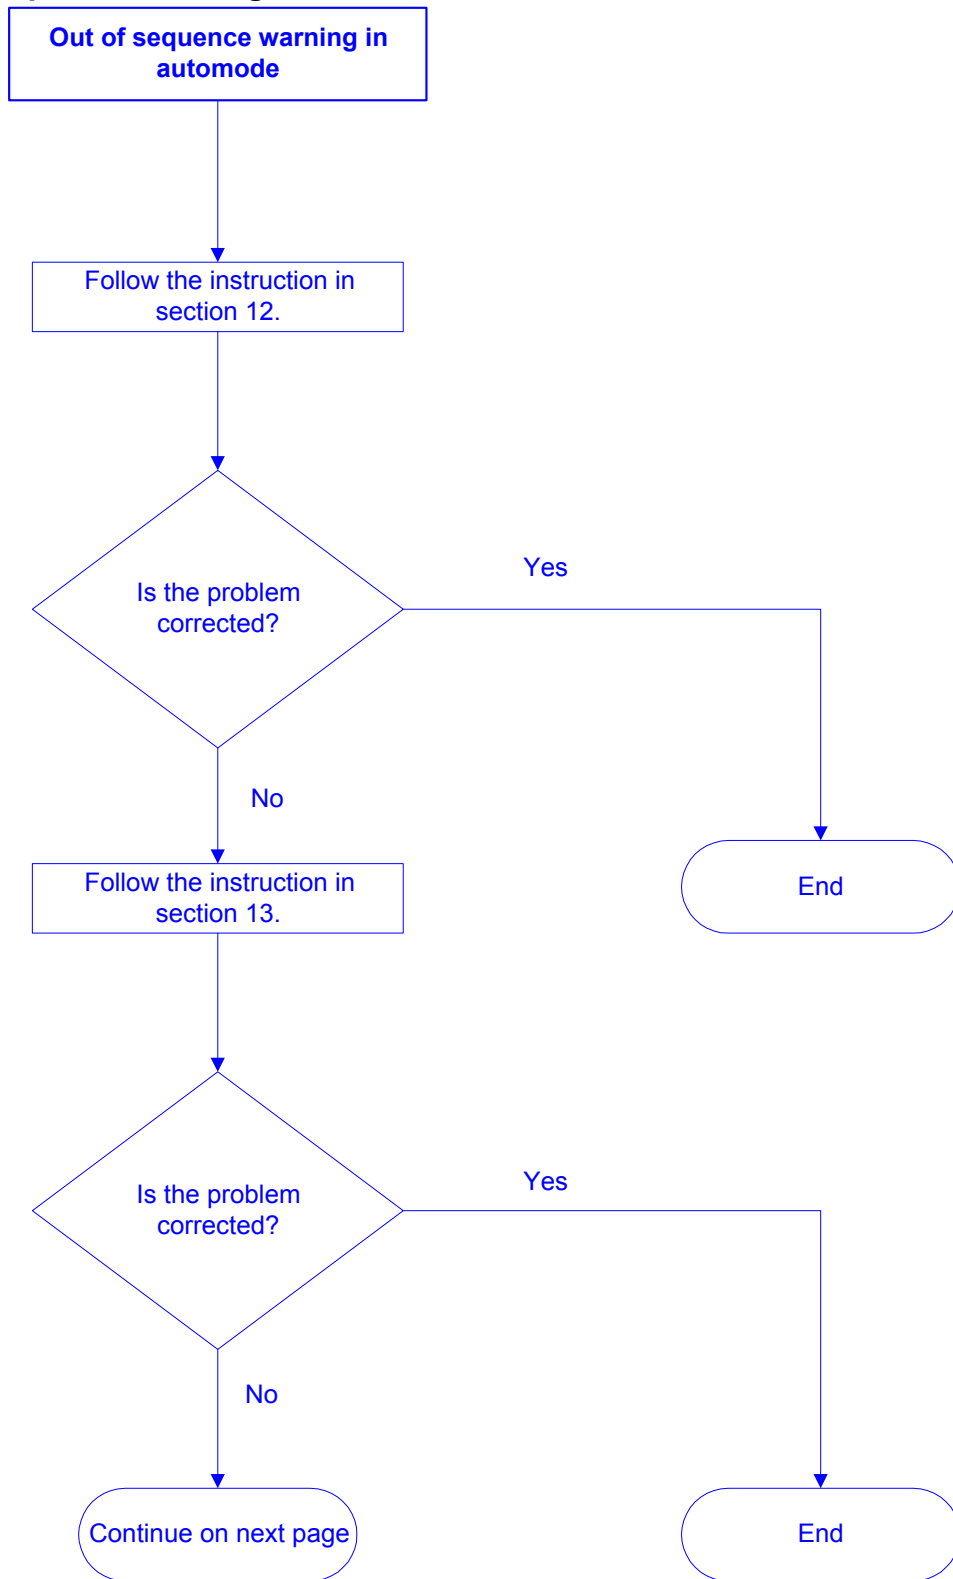 Out of sequence warning in
automode
Follow the instruction in
section 12.
Is the problem
corrected?
Yes
No
End
Follow the instruction in
section 13.
Is the problem
corrected?
Yes
No
Continue on next page
End